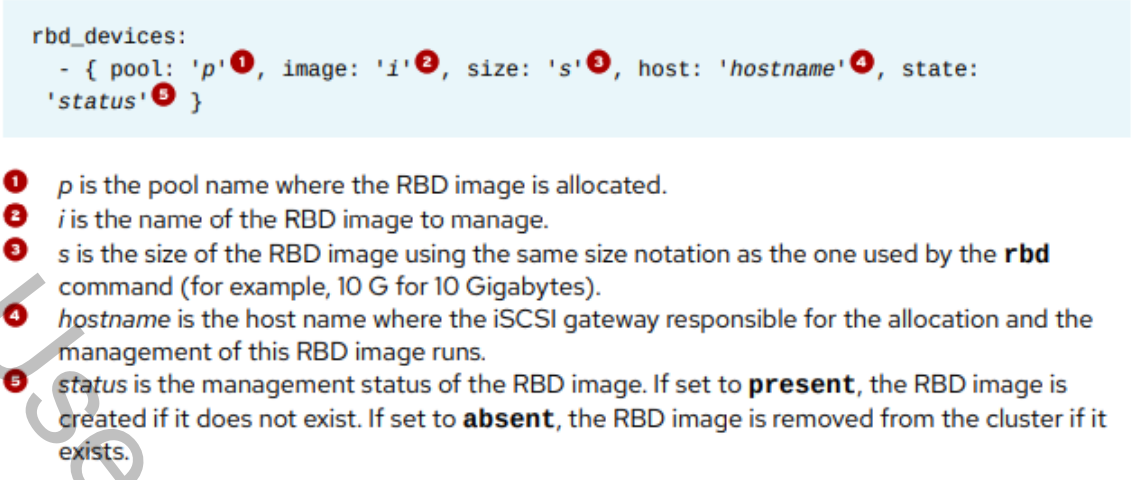 rbd_devices:
- { pool: 'p'1, image: 'i'2, size: 's'3, host: 'hostname'4, state:
'status'5 }
1 p is the pool name where the RBD image is allocated.
2 i is the name of the RBD image to manage.
3 s is the size of the RBD image using the same size notation as the one used by the rbd
command (for example, 10 G for 10 Gigabytes).
4 hostname is the host name where the iSCSI gateway responsible for the allocation and the
management of this RBD image runs.
5 status is the management status of the RBD image. If set to present, the RBD image is
created if it does not exist. If set to absent, the RBD image is removed from the cluster if it
exists.
Use